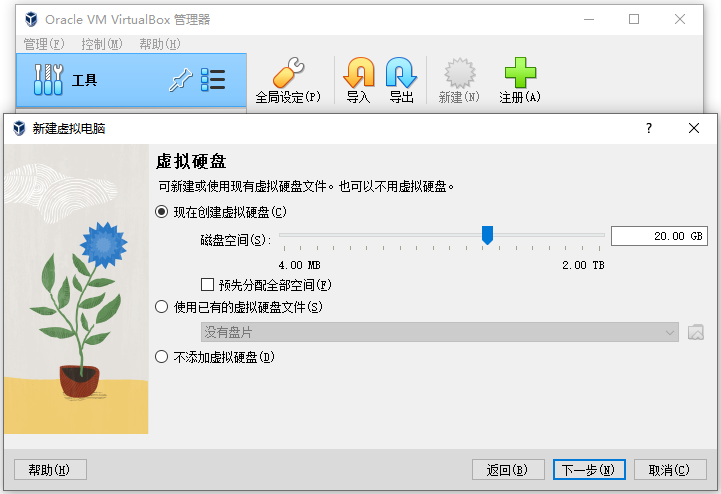 Oracle VM VirtualBox 管理器
管理(F) 控制(M) 帮助(H)
工具
全局设定(P) 导入 导出 新建(N) 注册(A)
新建虚拟电脑
虚拟硬盘
可新建或使用现有虚拟硬盘文件。也可以不用虚拟硬盘。
现在创建虚拟硬盘(C)
磁盘空间(S): 20.00 GB
4.00 MB 2.00 TB
预先分配全部空间(F)
使用已有的虚拟硬盘文件(S)
没有盘片
不添加虚拟硬盘(D)
帮助(H) 返回(B) 下一步(N) 取消(C)